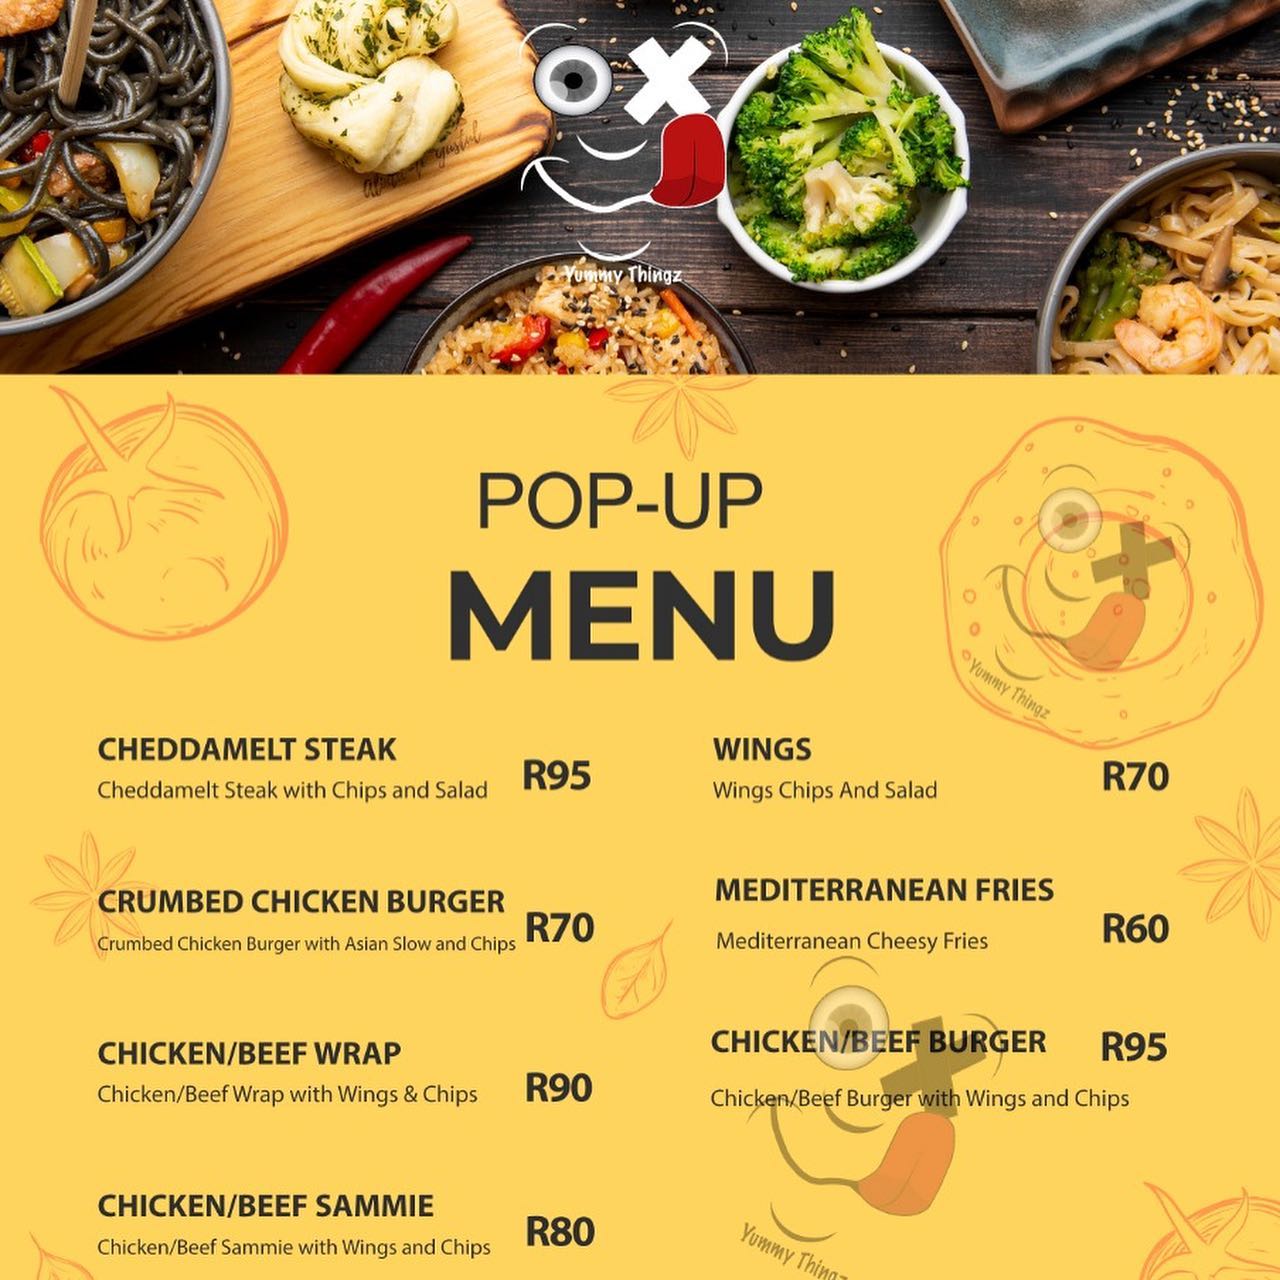 Yummy Thingz
POP-UP
MENU
Yummy Thingz
CHEDDAMELT STEAK
Cheddamelt Steak with Chips and Salad
R95
CRUMBED CHICKEN BURGER
Crumbed Chicken Burger with Asian Slow and Chips
R70
CHICKEN/BEEF WRAP
Chicken/Beef Wrap with Wings & Chips
R90
CHICKEN/BEEF SAMMIE
Chicken/Beef Sammie with Wings and Chips
R80
WINGS
Wings Chips And Salad
R70
MEDITERRANEAN FRIES
Mediterranean Cheesy Fries
R60
CHICKEN/BEEF BURGER
R95
Chicken/Beef Burger with Wings and Chips
Yummy Thingz